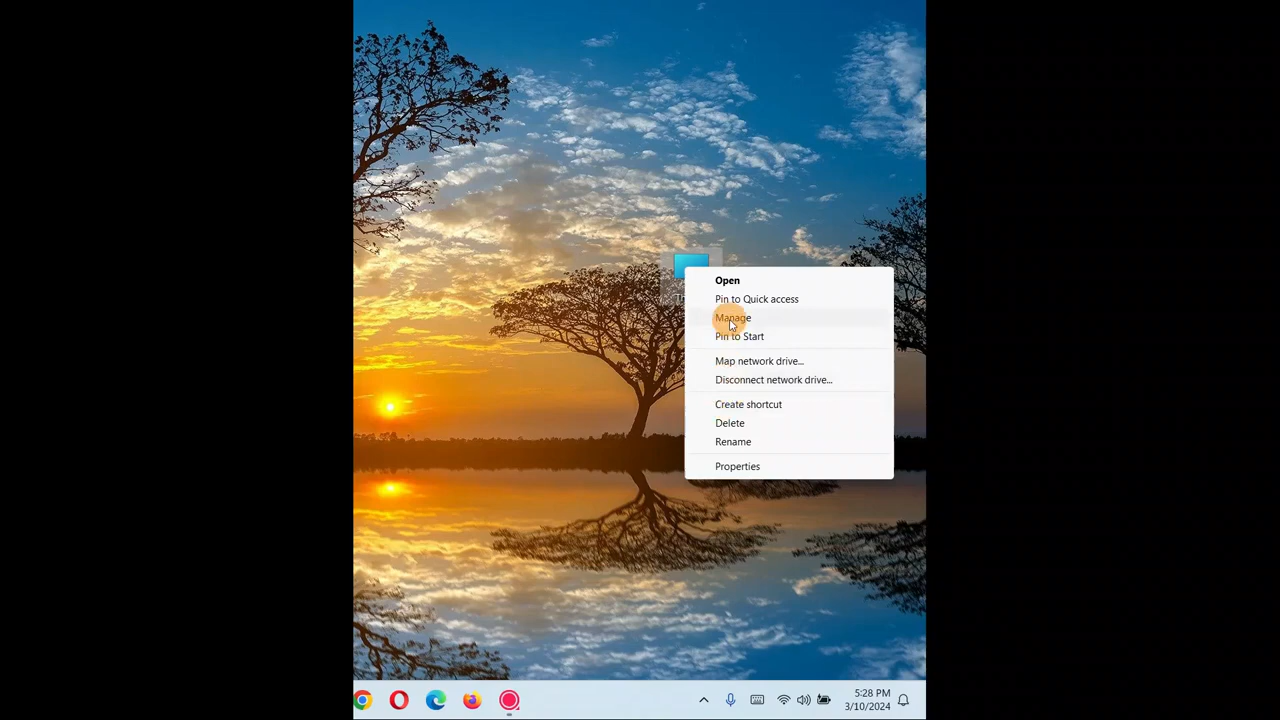 Open
Pin to Quick access
Manage
Pin to Start
Map network drive...
Disconnect network drive...
Create shortcut
Delete
Rename
Properties
5:28 PM
3/10/2024